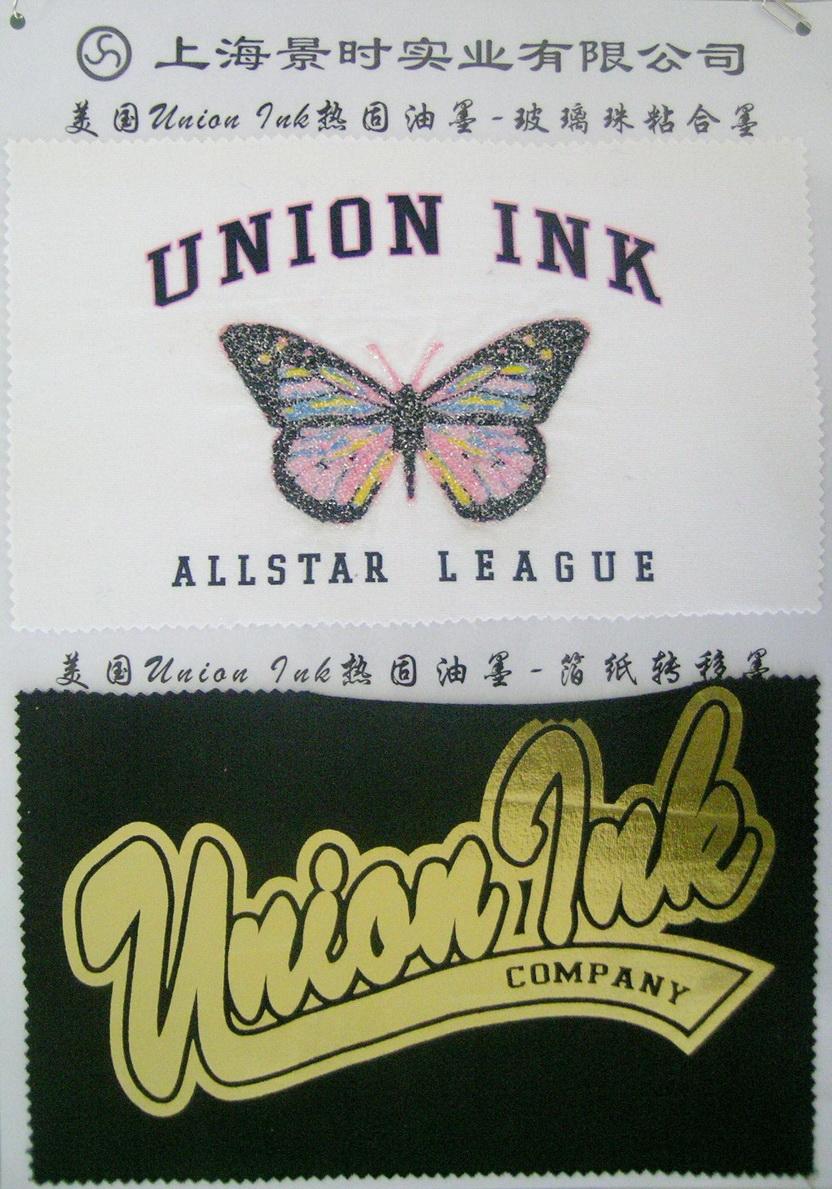 上海景时实业有限公司
美国Union Ink热固油墨-玻璃珠粘合墨
UNION INK
ALLSTAR LEAGUE
美国Union Ink热固油墨-箔纸转移墨
Union Ink
COMPANY